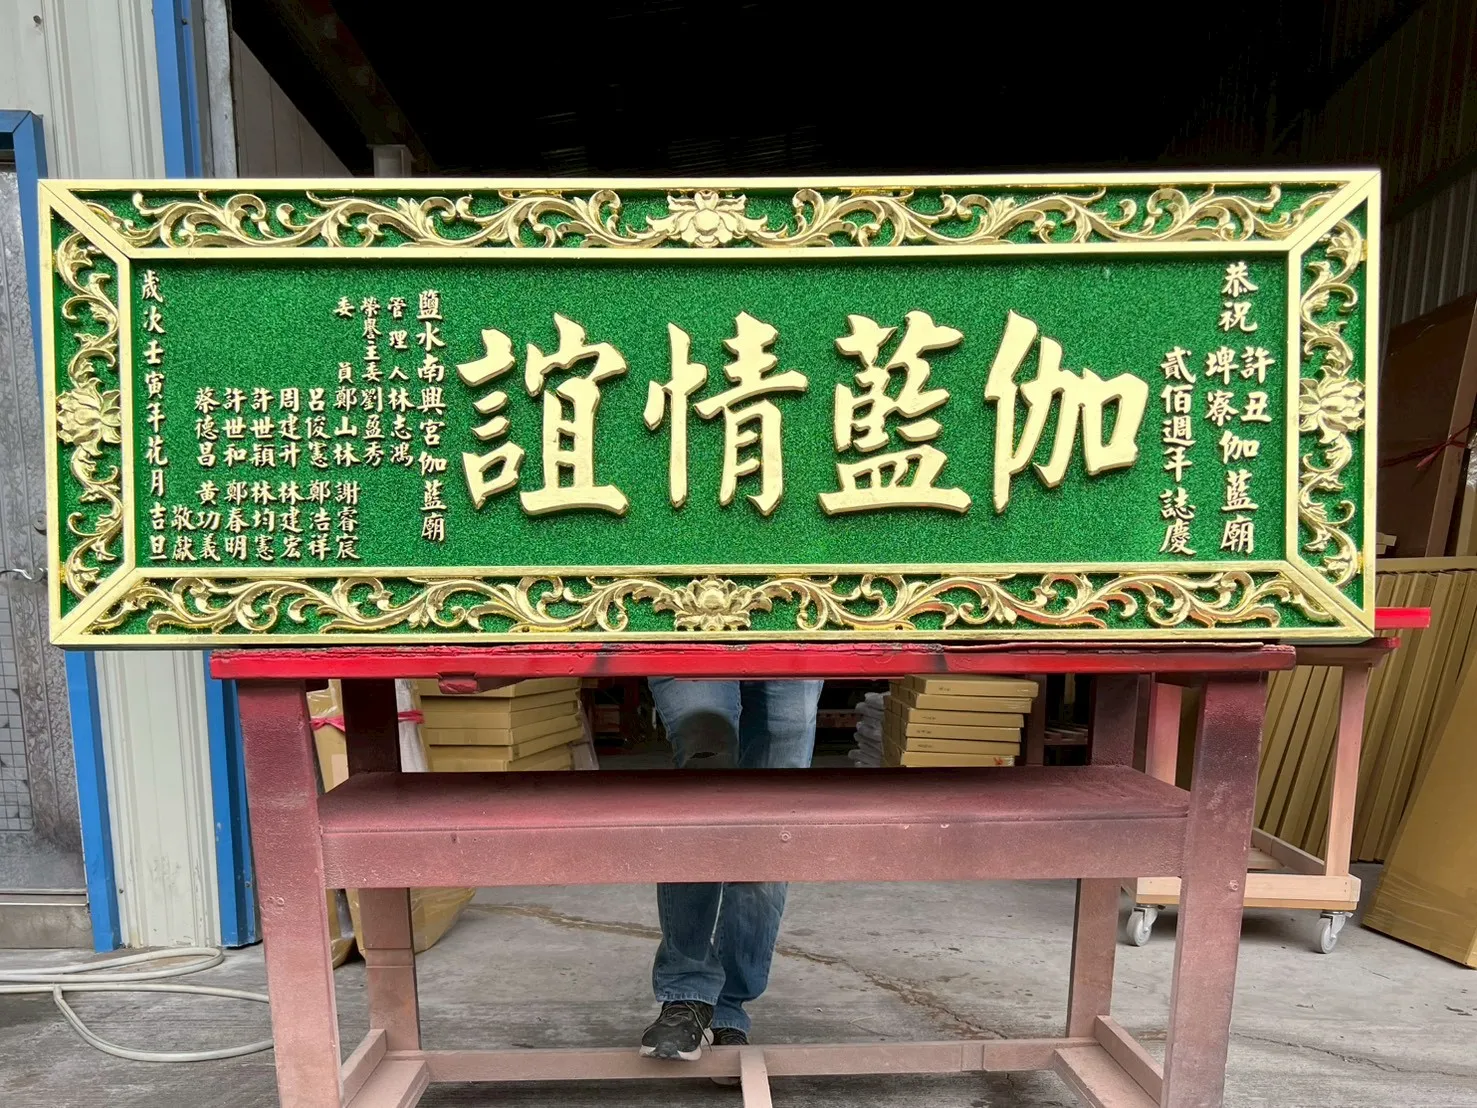 恭祝 許丑 埤寮 伽藍廟
貳佰週年誌慶
伽藍情誼
鹽水南興宮伽藍廟
管理人林志鴻
榮譽主委劉盈秀
委員鄭山林 謝睿宸
呂俊憲 鄭浩祥
周建升 林建宏
許世穎 林均憲
許世和 鄭春明
蔡德昌 黃功義
敬獻
歲次壬寅年花月吉旦